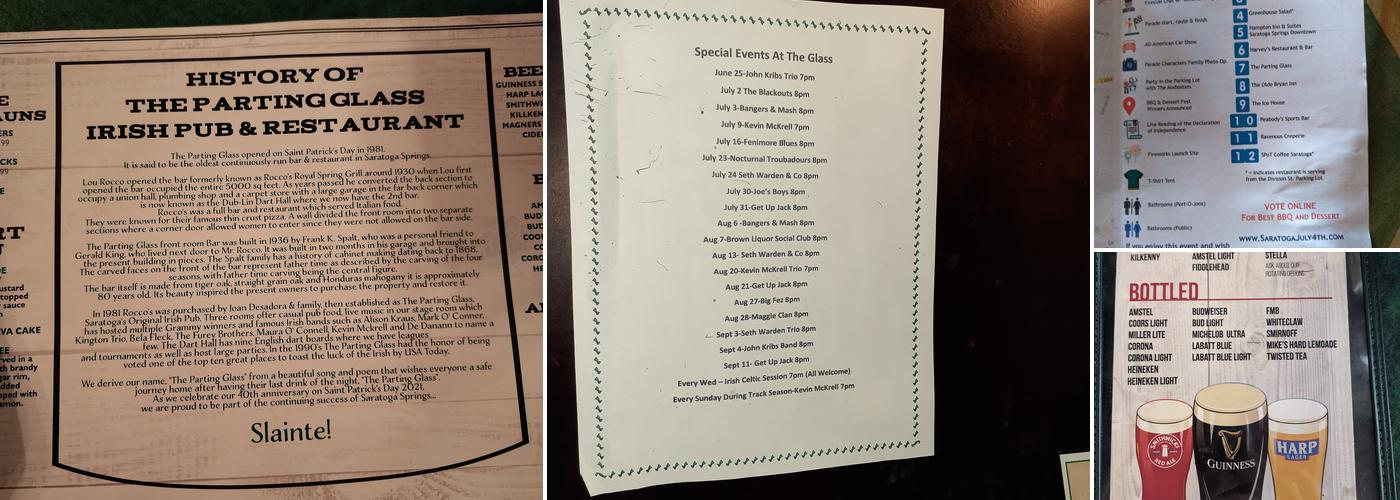 HISTORY OF
THE PARTING GLASS
IRISH PUB & RESTAURANT
The Parting Glass opened on Saint Patrick's Day in 1981.
It is said to be the oldest continuously run bar & restaurant in Saratoga Springs.
Lou Rocco opened the bar formerly known as Rocco's Royal Spring Grill around 1930 when Lou first
opened the bar occupied the entire 5000 sq feet. As years passed he converted the back section to
occupy a union hall, plumbing shop and a carpet store with a large garage in the far back corner which
is now known as the Dub-Lin Dart Hall where we now have the 2nd bar.
Rocco's was a full bar and restaurant which served Italian food.
They were known for their famous thin crust pizza. A wall divided the front room into two separate
sections where a corner door allowed women to enter since they were not allowed on the bar side.
The Parting Glass front room Bar was built in 1936 by Frank K. Spalt, who was a personal friend to
Gerald King, who lived next door to Mr. Rocco. It was built in two months in his garage and brought into
the present building in pieces. The Spalt family has a history of cabinet making dating back to 1868.
The carved faces on the front of the bar represent father time as described by the carving of the four
seasons, with father time carving being the central figure.
The bar itself is made from tiger oak, straight grain oak and Honduras mahogany it is approximately
80 years old. Its beauty inspired the present owners to purchase the property and restore it.
In 1981 Rocco's was purchased by Joan Desadora & family, then established as The Parting Glass,
Saratoga's Original Irish Pub. Three rooms offer casual pub food, live music in our stage room which
has hosted multiple Grammy winners and famous Irish bands such as Alison Kraus, Mark O' Conner,
Kington Trio, Bela Fleck, The Furey Brothers, Maura O' Connell, Kevin Mckrell and De Danann to name a
few. The Dart Hall has nine English dart boards where we have leagues
and tournaments as well as host large parties. In the 1990's The Parting Glass had the honor of being
voted one of the top ten great places to toast the luck of the Irish by USA Today.
We derive our name, "The Parting Glass" from a beautiful song and poem that wishes everyone a safe
journey home after having their last drink of the night, "The Parting Glass".
As we celebrate our 40th anniversary on Saint Patrick's Day 2021,
we are proud to be part of the continuing success of Saratoga Springs...
Slainte!
Special Events At The Glass
June 25-John Kribs Trio 7pm
July 2 The Blackouts 8pm
July 3-Bangers & Mash 8pm
July 9-Kevin McKrell 7pm
July 16-Fenimore Blues 8pm
July 23-Nocturnal Troubadours 8pm
July 24 Seth Warden & Co 8pm
July 30-Joe's Boys 8pm
July 31-Get Up Jack 8pm
Aug 6 -Bangers & Mash 8pm
Aug 7-Brown Liquor Social Club 8pm
Aug 13- Seth Warden & Co 8pm
Aug 20-Kevin McKrell Trio 7pm
Aug 21-Get Up Jack 8pm
Aug 27-Big Fez 8pm
Aug 28-Maggie Clan 8pm
Sept 3-Seth Warden Trio 8pm
Sept 4-John Kribs Band 8pm
Sept 11- Get Up Jack 8pm
Every Wed – Irish Celtic Session 7pm (All Welcome)
Every Sunday During Track Season-Kevin McKrell 7pm
Parade start, route & finish
All American Car Show
Parade Characters Family Photo Op.
Party in the Parking Lot
with The Audiostars
BBQ & Dessert Fest
Winners Announced
Live Reading of the Declaration
of Independence
Fireworks Launch Site
T-Shirt Tent
Bathrooms (Port-O-Jons)
Bathrooms (Public)
If you enjoy this event and wish
4 Greenhouse Salad*
5 Hampton Inn & Suites
Saratoga Springs Downtown
6 Harvey's Restaurant & Bar
7 The Parting Glass
8 The Olde Bryan Inn
9 The Ice House
10 Peabody's Sports Bar
11 Ravenous Creperie
12 SPoT Coffee Saratoga*
* = Indicates restaurant is serving
from the Division St. Parking Lot
VOTE ONLINE
FOR BEST BBQ AND DESSERT
WWW.SARATOGAJULY4TH.COM
KILKENNY
AMSTEL LIGHT
FIDDLEHEAD
STELLA
ASK ABOUT OUR
ROTATING OPTIONS
BOTTLED
AMSTEL
COORS LIGHT
MILLER LITE
CORONA
CORONA LIGHT
HEINEKEN
HEINEKEN LIGHT
BUDWEISER
BUD LIGHT
MICHELOB ULTRA
LABATT BLUE
LABATT BLUE LIGHT
FMB
WHITECLAW
SMIRNOFF
MIKE'S HARD LEMOADE
TWISTED TEA
SMITHWICK'S
RED ALE
GUINNESS
HARP
LAGER